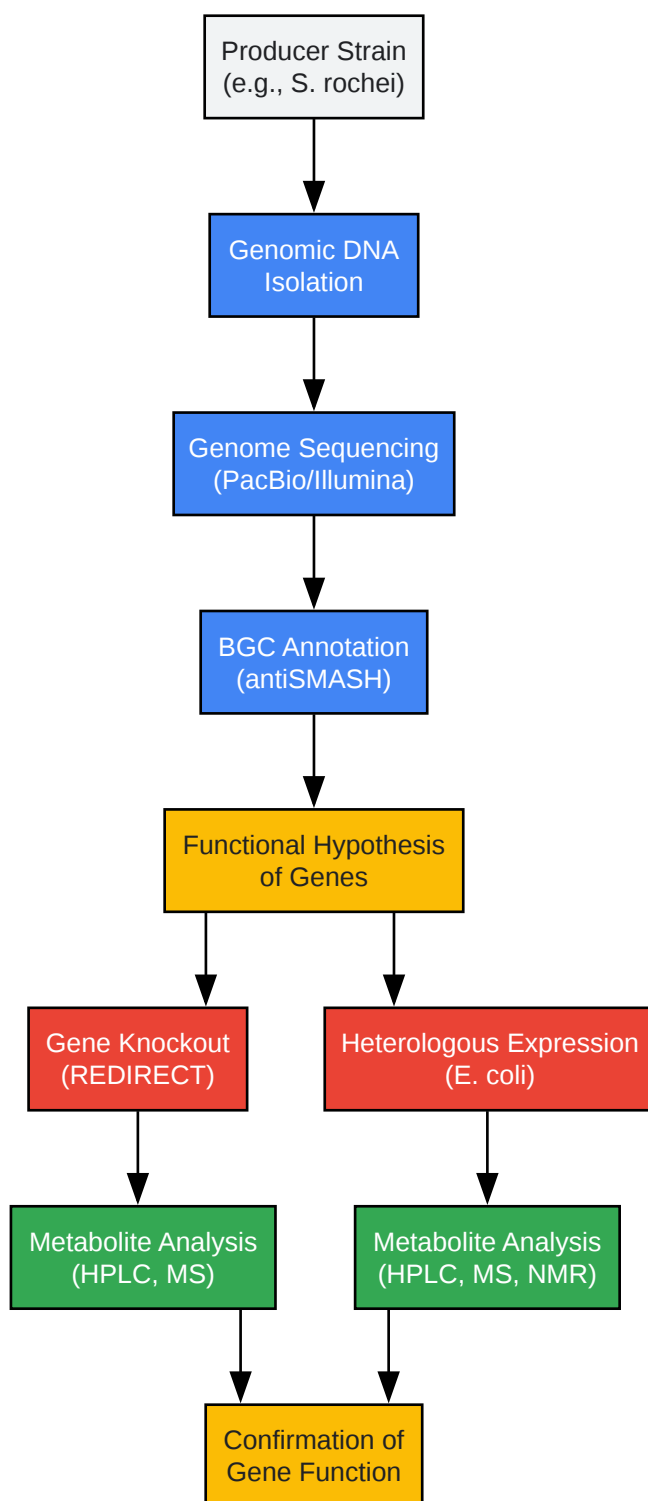 Producer Strain
(e.g., S. rochei)
Genomic DNA
Isolation
Genome Sequencing
(PacBio/Illumina)
BGC Annotation
(antiSMASH)
Functional Hypothesis
of Genes
Gene Knockout
(REDIRECT)
Heterologous Expression
(E. coli)
Metabolite Analysis
(HPLC, MS)
Metabolite Analysis
(HPLC, MS, NMR)
Confirmation of
Gene Function